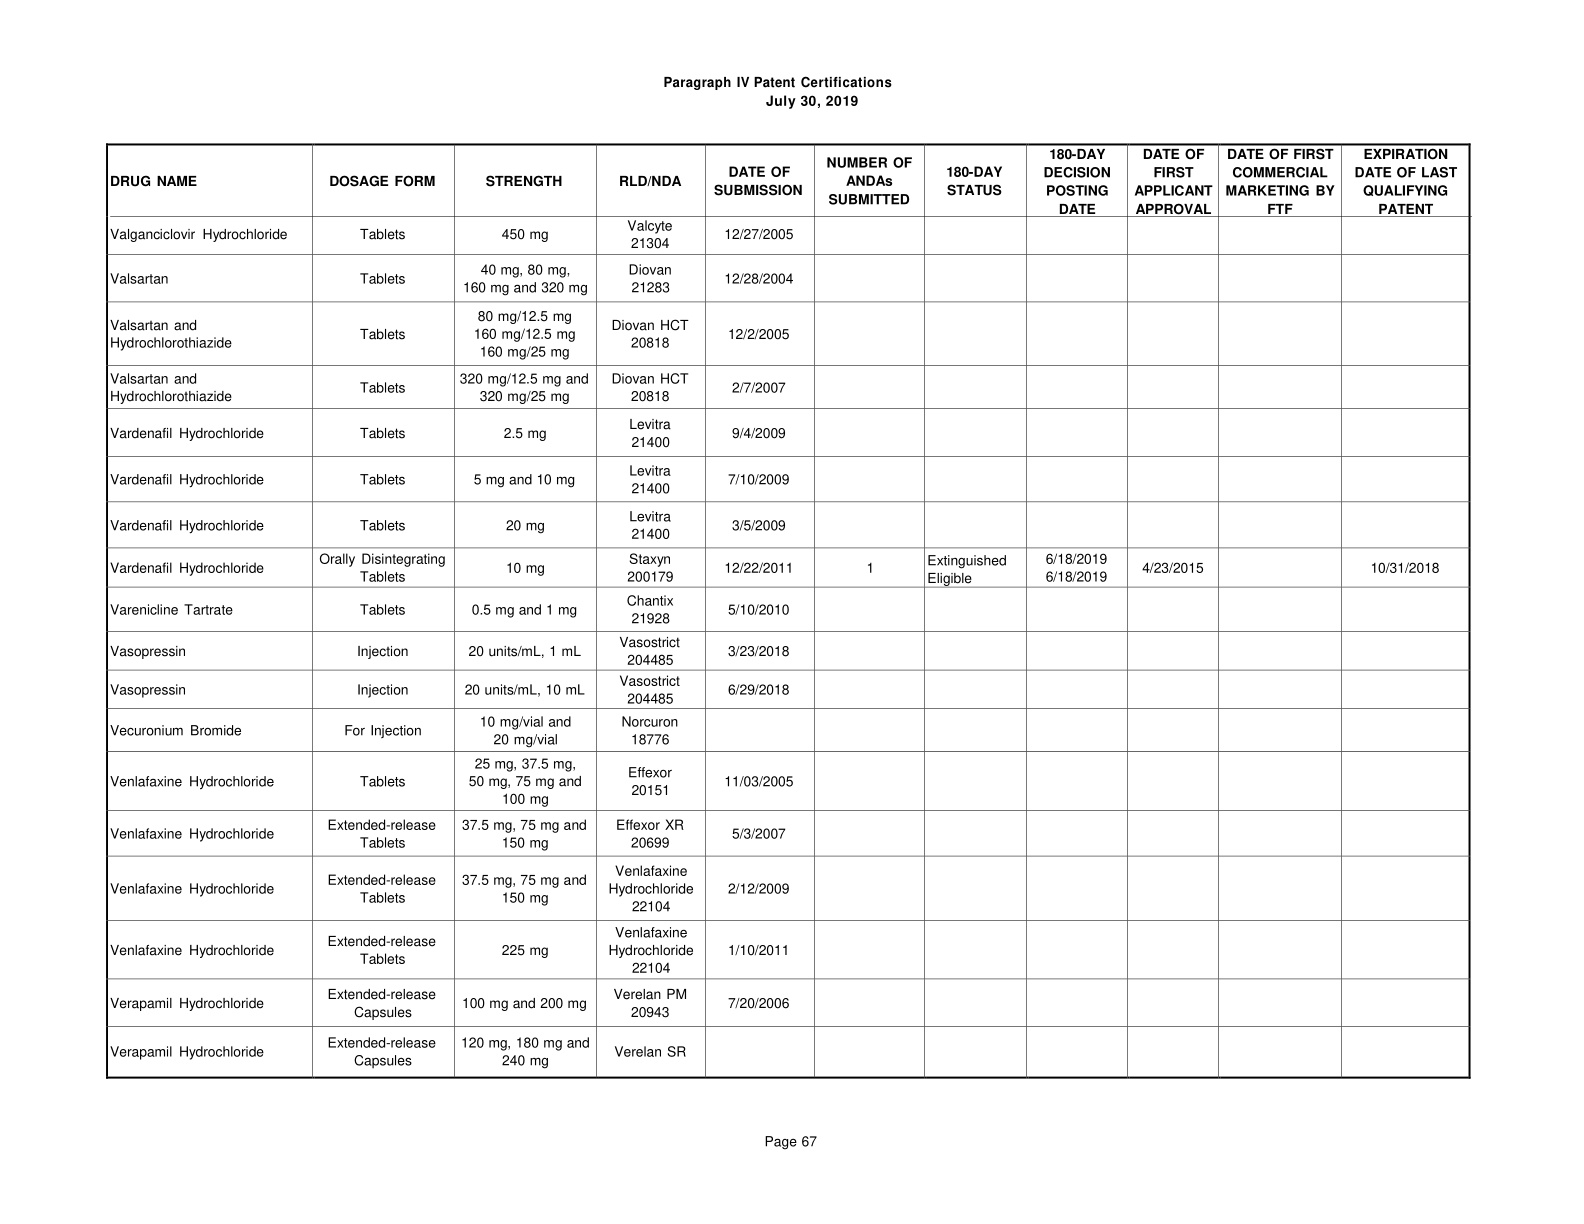 Paragraph IV Patent Certifications
July 30, 2019
DRUG NAME
DOSAGE FORM
STRENGTH
RLD/NDA
DATE OF
SUBMISSION
NUMBER OF
ANDAs
SUBMITTED
180-DAY
STATUS
180-DAY
DECISION
POSTING
DATE
DATE OF
FIRST
APPLICANT
APPROVAL
DATE OF FIRST
COMMERCIAL
MARKETING BY
FTF
EXPIRATION
DATE OF LAST
QUALIFYING
PATENT
Valganciclovir Hydrochloride
Tablets
450 mg
Valcyte
21304
12/27/2005
Valsartan
Tablets
40 mg, 80 mg,
160 mg and 320 mg
Diovan
21283
12/28/2004
Valsartan and
Hydrochlorothiazide
Tablets
80 mg/12.5 mg
160 mg/12.5 mg
160 mg/25 mg
Diovan HCT
20818
12/2/2005
Valsartan and
Hydrochlorothiazide
Tablets
320 mg/12.5 mg and
320 mg/25 mg
Diovan HCT
20818
2/7/2007
Vardenafil Hydrochloride
Tablets
2.5 mg
Levitra
21400
9/4/2009
Vardenafil Hydrochloride
Tablets
5 mg and 10 mg
Levitra
21400
7/10/2009
Vardenafil Hydrochloride
Tablets
20 mg
Levitra
21400
3/5/2009
Vardenafil Hydrochloride
Orally Disintegrating
Tablets
10 mg
Staxyn
200179
12/22/2011
1
Extinguished
Eligible
6/18/2019
6/18/2019
4/23/2015
10/31/2018
Varenicline Tartrate
Tablets
0.5 mg and 1 mg
Chantix
21928
5/10/2010
Vasopressin
Injection
20 units/mL, 1 mL
Vasostrict
204485
3/23/2018
Vasopressin
Injection
20 units/mL, 10 mL
Vasostrict
204485
6/29/2018
Vecuronium Bromide
For Injection
10 mg/vial and
20 mg/vial
Norcuron
18776
Venlafaxine Hydrochloride
Tablets
25 mg, 37.5 mg,
50 mg, 75 mg and
100 mg
Effexor
20151
11/03/2005
Venlafaxine Hydrochloride
Extended-release
Tablets
37.5 mg, 75 mg and
150 mg
Effexor XR
20699
5/3/2007
Venlafaxine Hydrochloride
Extended-release
Tablets
37.5 mg, 75 mg and
150 mg
Venlafaxine
Hydrochloride
22104
2/12/2009
Venlafaxine Hydrochloride
Extended-release
Tablets
225 mg
Venlafaxine
Hydrochloride
22104
1/10/2011
Verapamil Hydrochloride
Extended-release
Capsules
100 mg and 200 mg
Verelan PM
20943
7/20/2006
Verapamil Hydrochloride
Extended-release
Capsules
120 mg, 180 mg and
240 mg
Verelan SR
Page 67